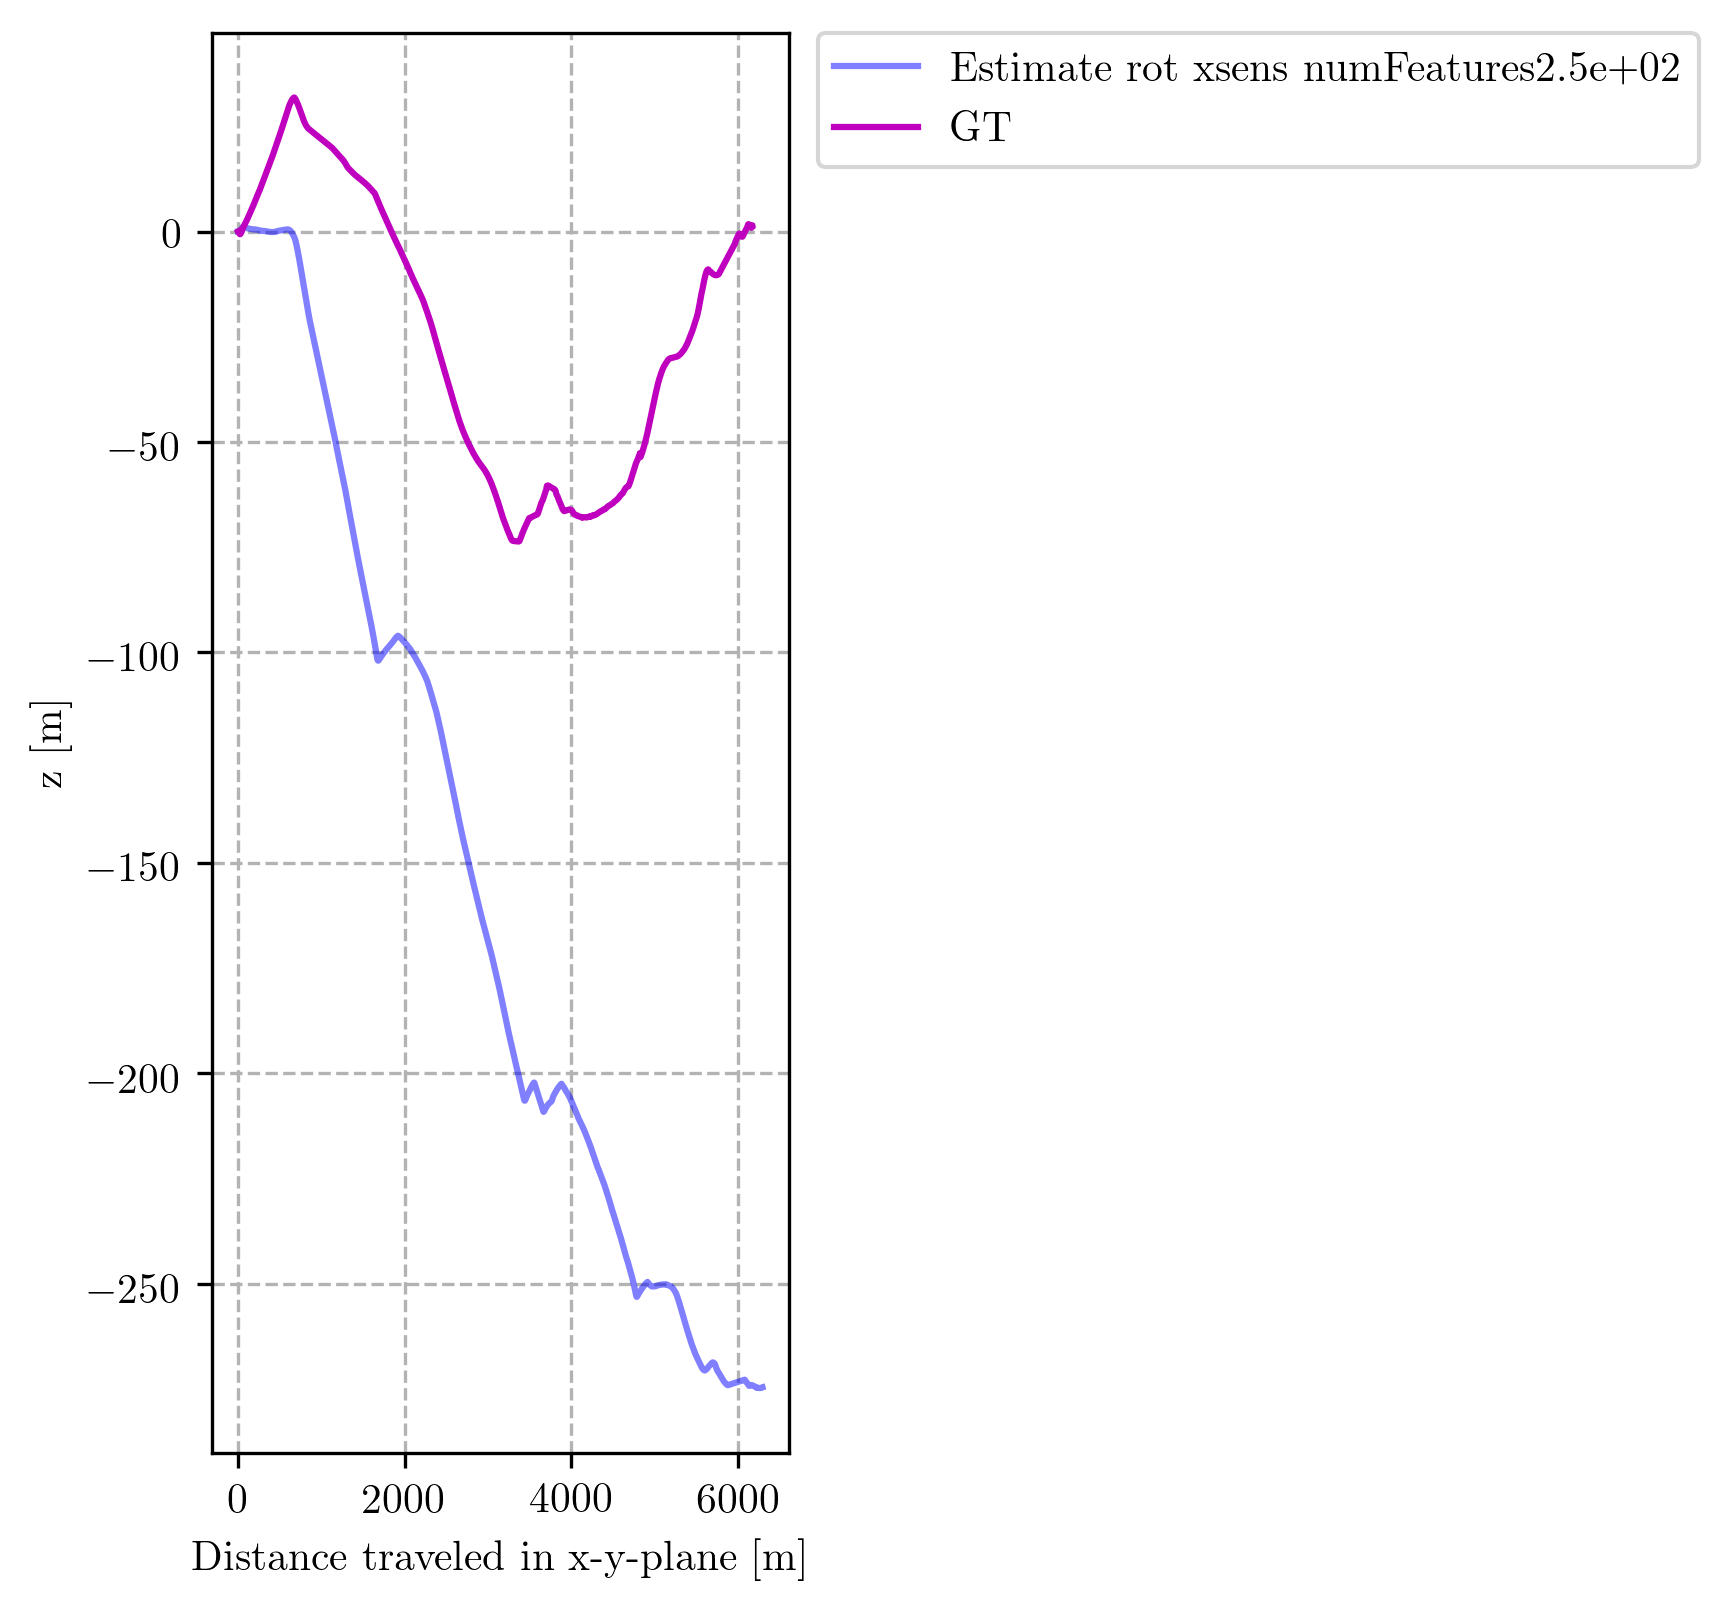 Estimate rot xsens numFeatures2.5e+02
GT
0
−50
−100
−150
−200
−250
z [m]
0 2000 4000 6000
Distance traveled in x-y-plane [m]